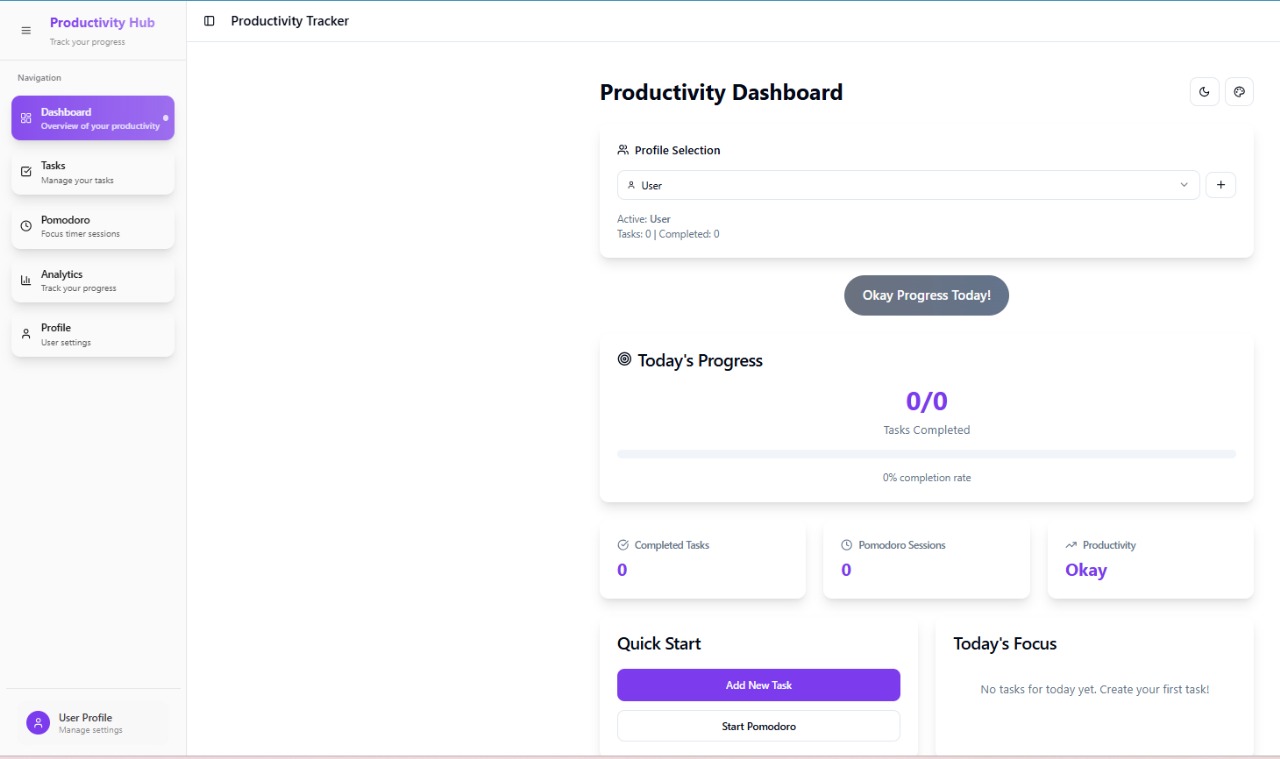 Productivity Hub
Track your progress
Navigation
Dashboard
Overview of your productivity
Tasks
Manage your tasks
Pomodoro
Focus timer sessions
Analytics
Track your progress
Profile
User settings
User Profile
Manage settings
Productivity Tracker
Productivity Dashboard
Profile Selection
User
Active: User
Tasks: 0 | Completed: 0
Okay Progress Today!
Today's Progress
0/0
Tasks Completed
0% completion rate
Completed Tasks
0
Pomodoro Sessions
0
Productivity
Okay
Quick Start
Add New Task
Start Pomodoro
Today's Focus
No tasks for today yet. Create your first task!